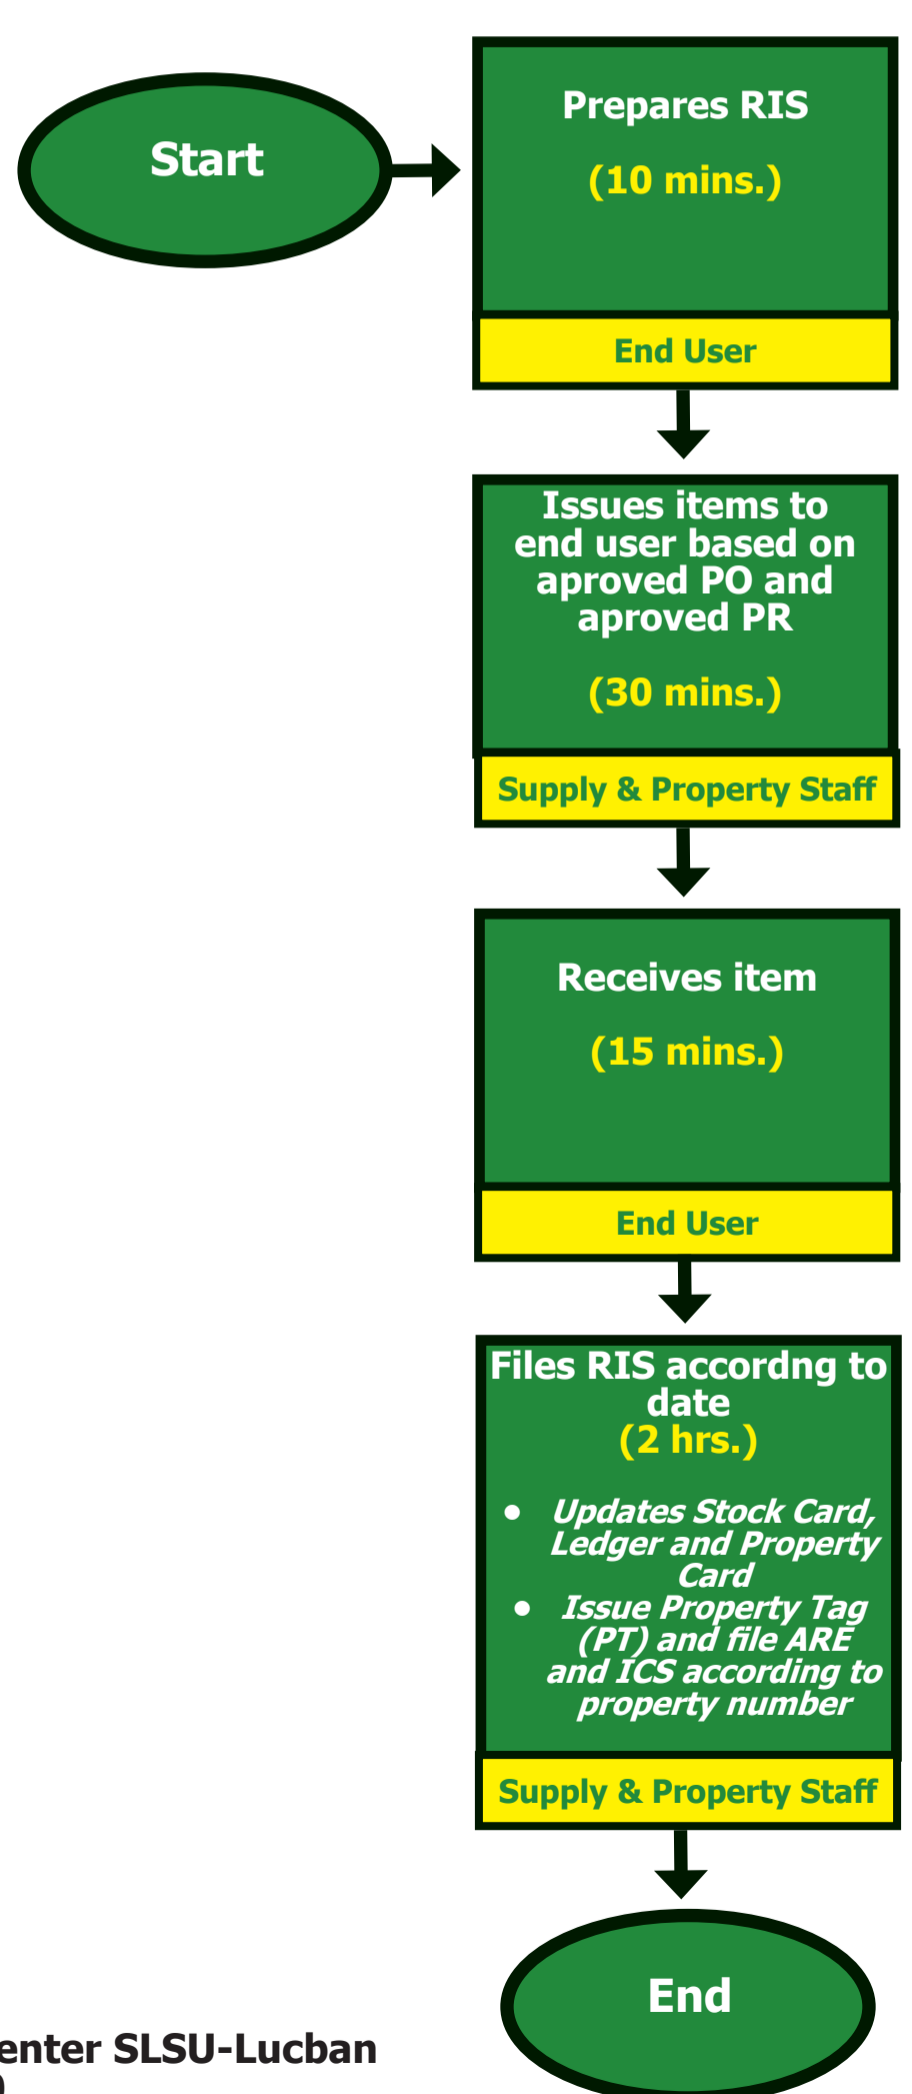 Start
Prepares RIS
(10 mins.)
End User
Issues items to
end user based on
aproved PO and
aproved PR
(30 mins.)
Supply & Property Staff
Receives item
(15 mins.)
End User
Files RIS accordng to
date
(2 hrs.)
• Updates Stock Card,
Ledger and Property
Card
• Issue Property Tag
(PT) and file ARE
and ICS according to
property number
Supply & Property Staff
End
enter SLSU-Lucban